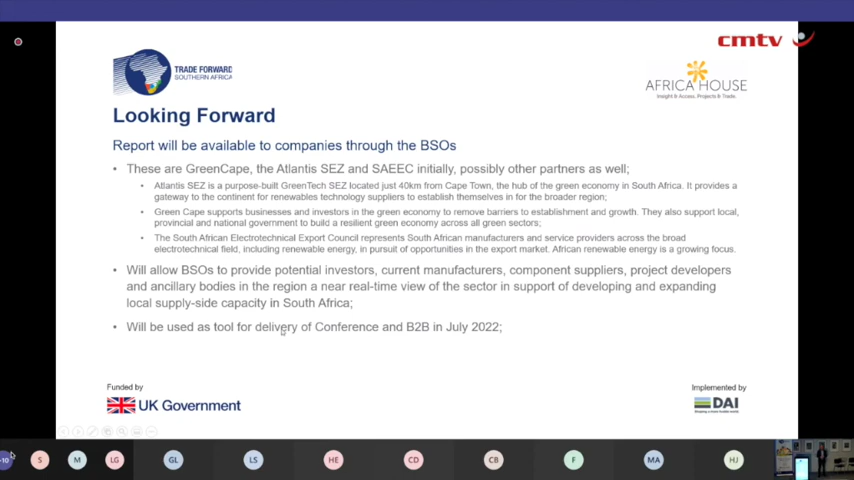 cmtv
TRADE FORWARD
SOUTHERN AFRICA
AFRICA HOUSE
Insight & Access. Projects & Trade.
Looking Forward
Report will be available to companies through the BSOs
• These are GreenCape, the Atlantis SEZ and SAEEC initially, possibly other partners as well;
• Atlantis SEZ is a purpose-built GreenTech SEZ located just 40km from Cape Town, the hub of the green economy in South Africa. It provides a
gateway to the continent for renewables technology suppliers to establish themselves in for the broader region;
• Green Cape supports businesses and investors in the green economy to remove barriers to establishment and growth. They also support local,
provincial and national government to build a resilient green economy across all green sectors;
• The South African Electrotechnical Export Council represents South African manufacturers and service providers across the broad
electrotechnical field, including renewable energy, in pursuit of opportunities in the export market. African renewable energy is a growing focus.
• Will allow BSOs to provide potential investors, current manufacturers, component suppliers, project developers
and ancillary bodies in the region a near real-time view of the sector in support of developing and expanding
local supply-side capacity in South Africa;
• Will be used as tool for delivery of Conference and B2B in July 2022;
Funded by
UK Government
Implemented by
DAI
+10 S M LG GL LS HE CD CB F MA HJ